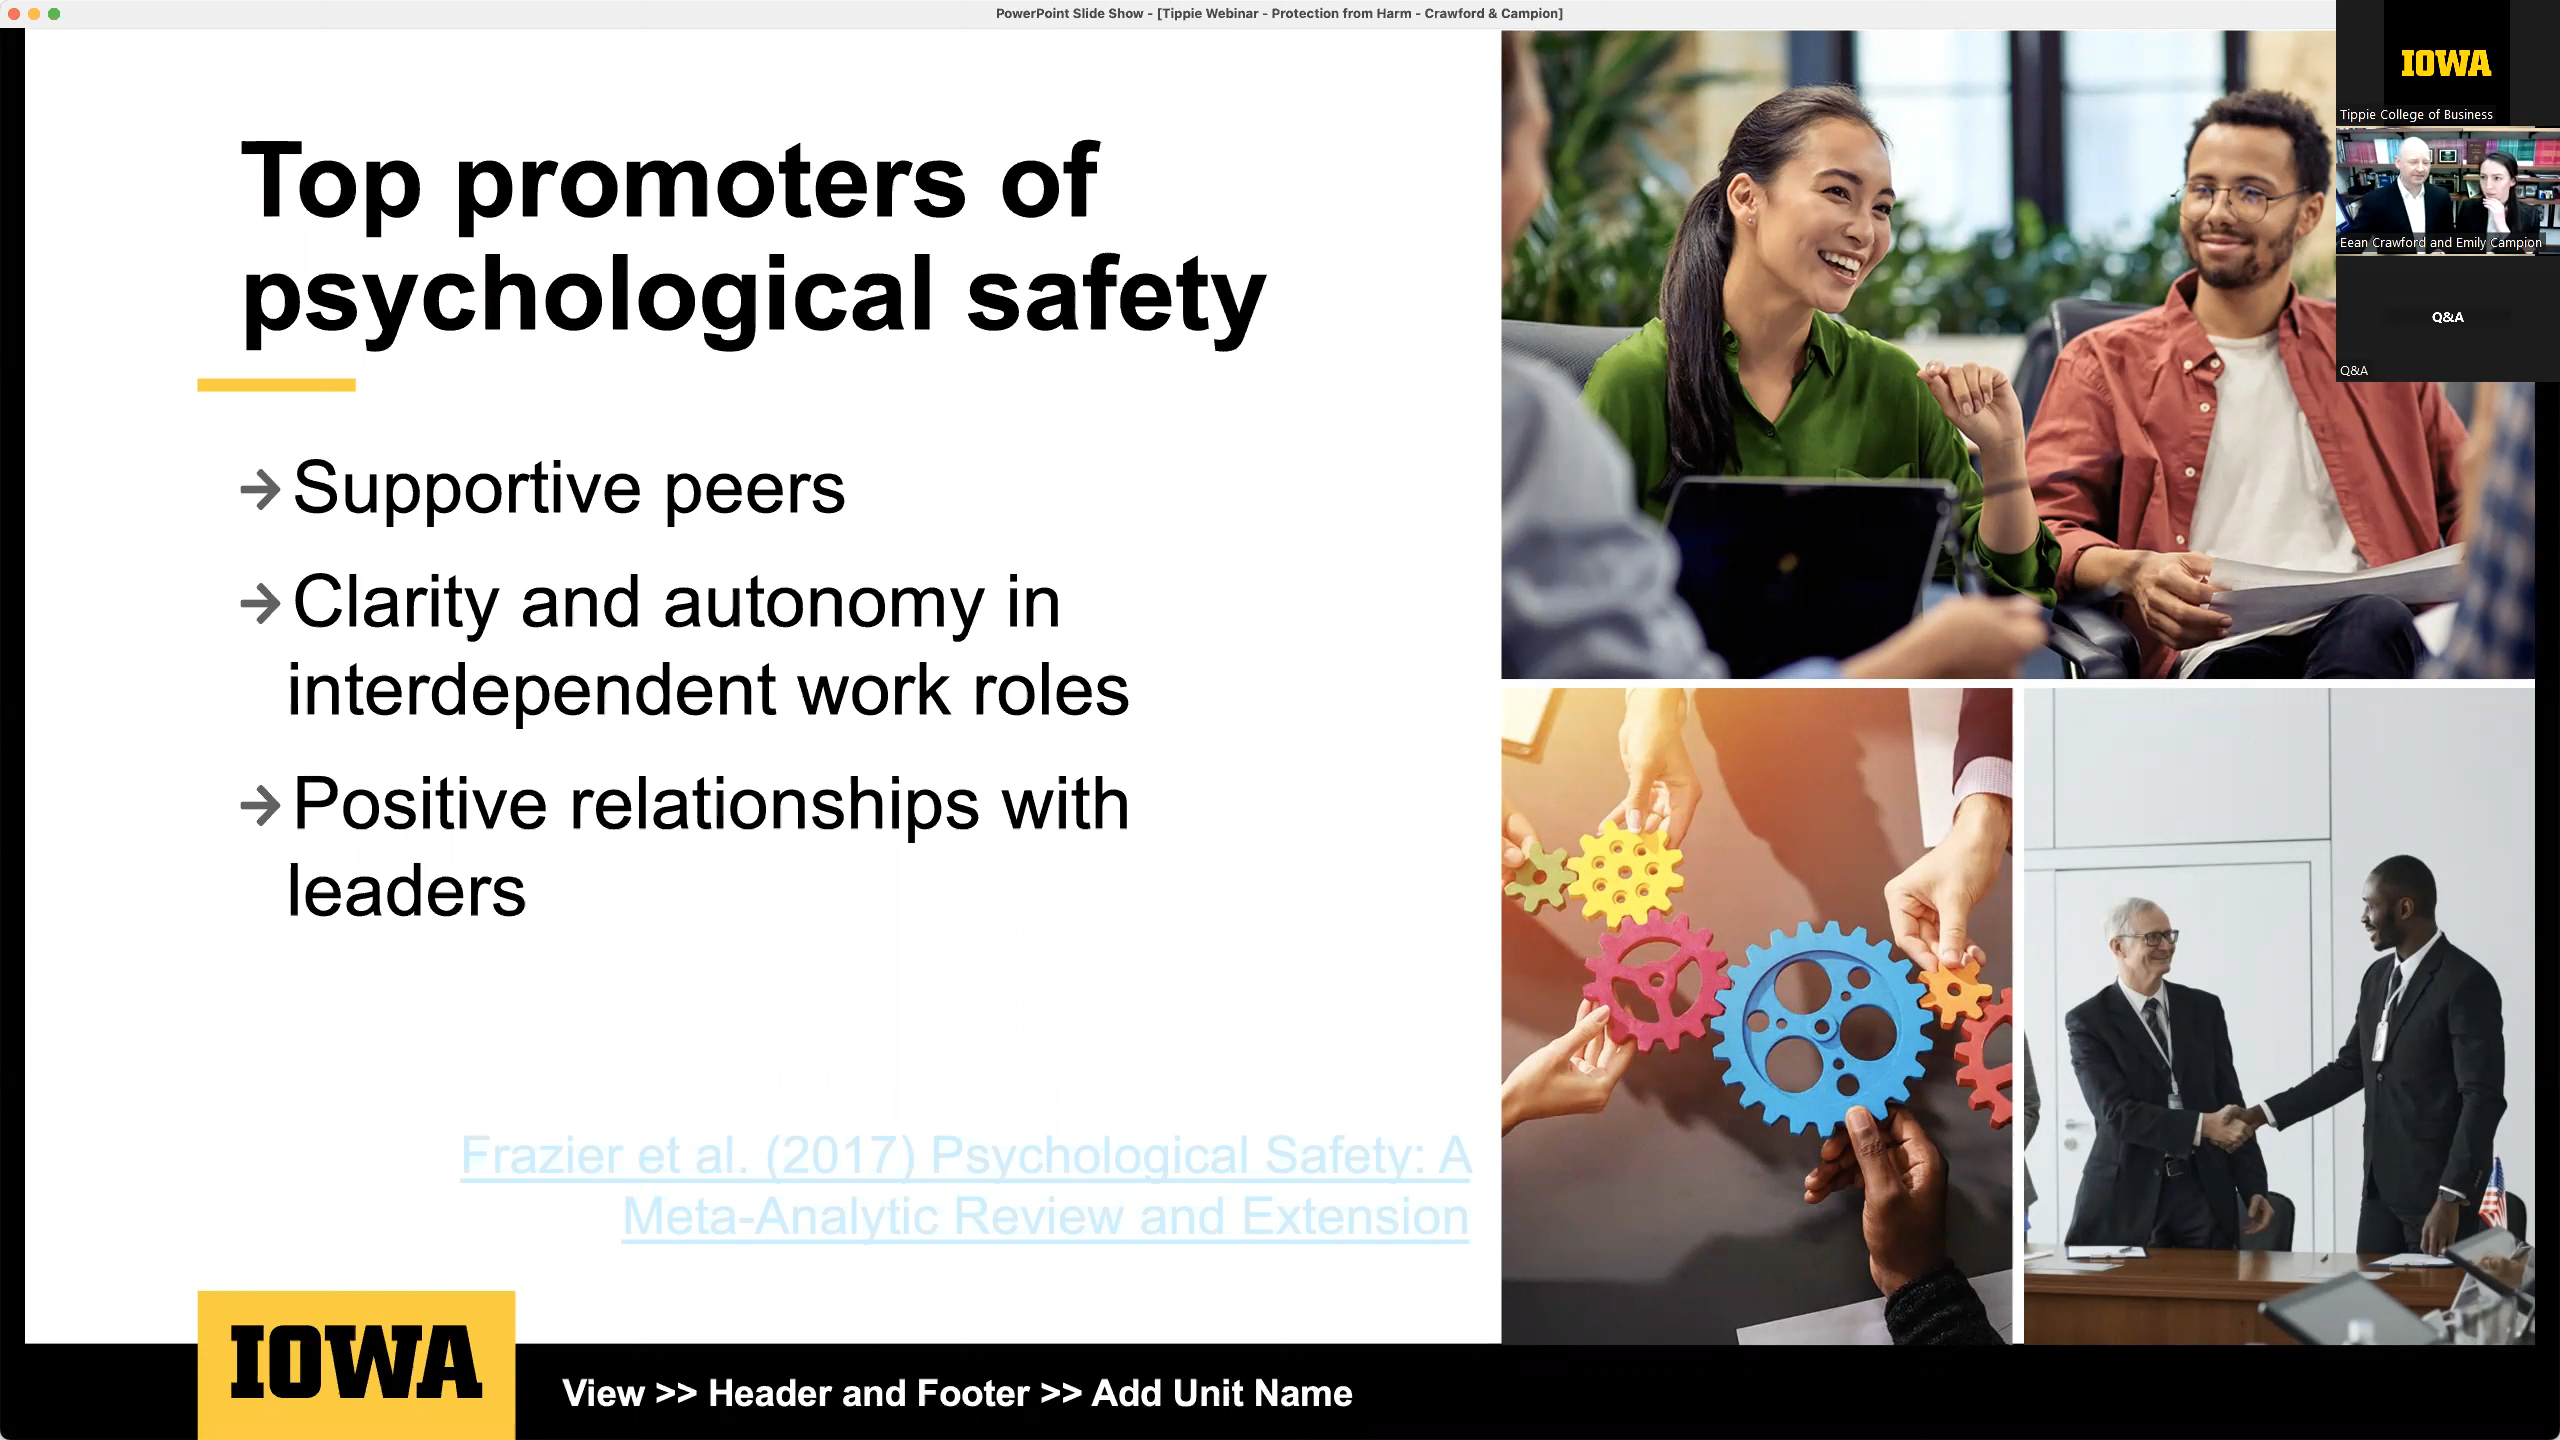 PowerPoint Slide Show - [Tippie Webinar - Protection from Harm - Crawford & Campion]
Top promoters of
psychological safety
→ Supportive peers
→ Clarity and autonomy in
interdependent work roles
→ Positive relationships with
leaders
Frazier et al. (2017) Psychological Safety: A
Meta-Analytic Review and Extension
IOWA
View >> Header and Footer >> Add Unit Name
IOWA
Tippie College of Business
Eean Crawford and Emily Campion
Q&A
Q&A